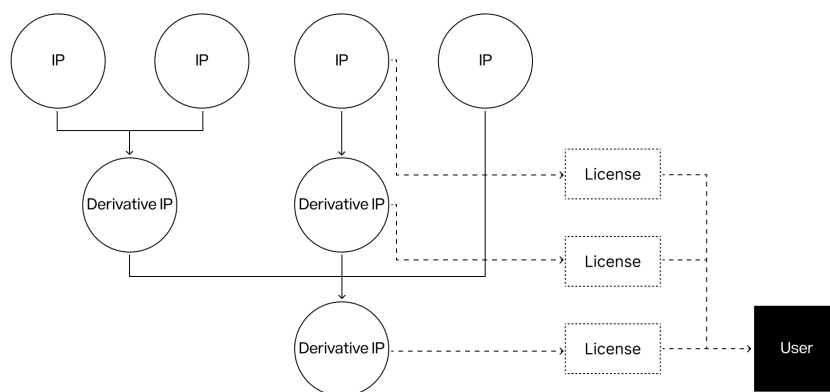 IP
IP
IP
IP
License
Derivative IP
Derivative IP
License
Derivative IP
License
User